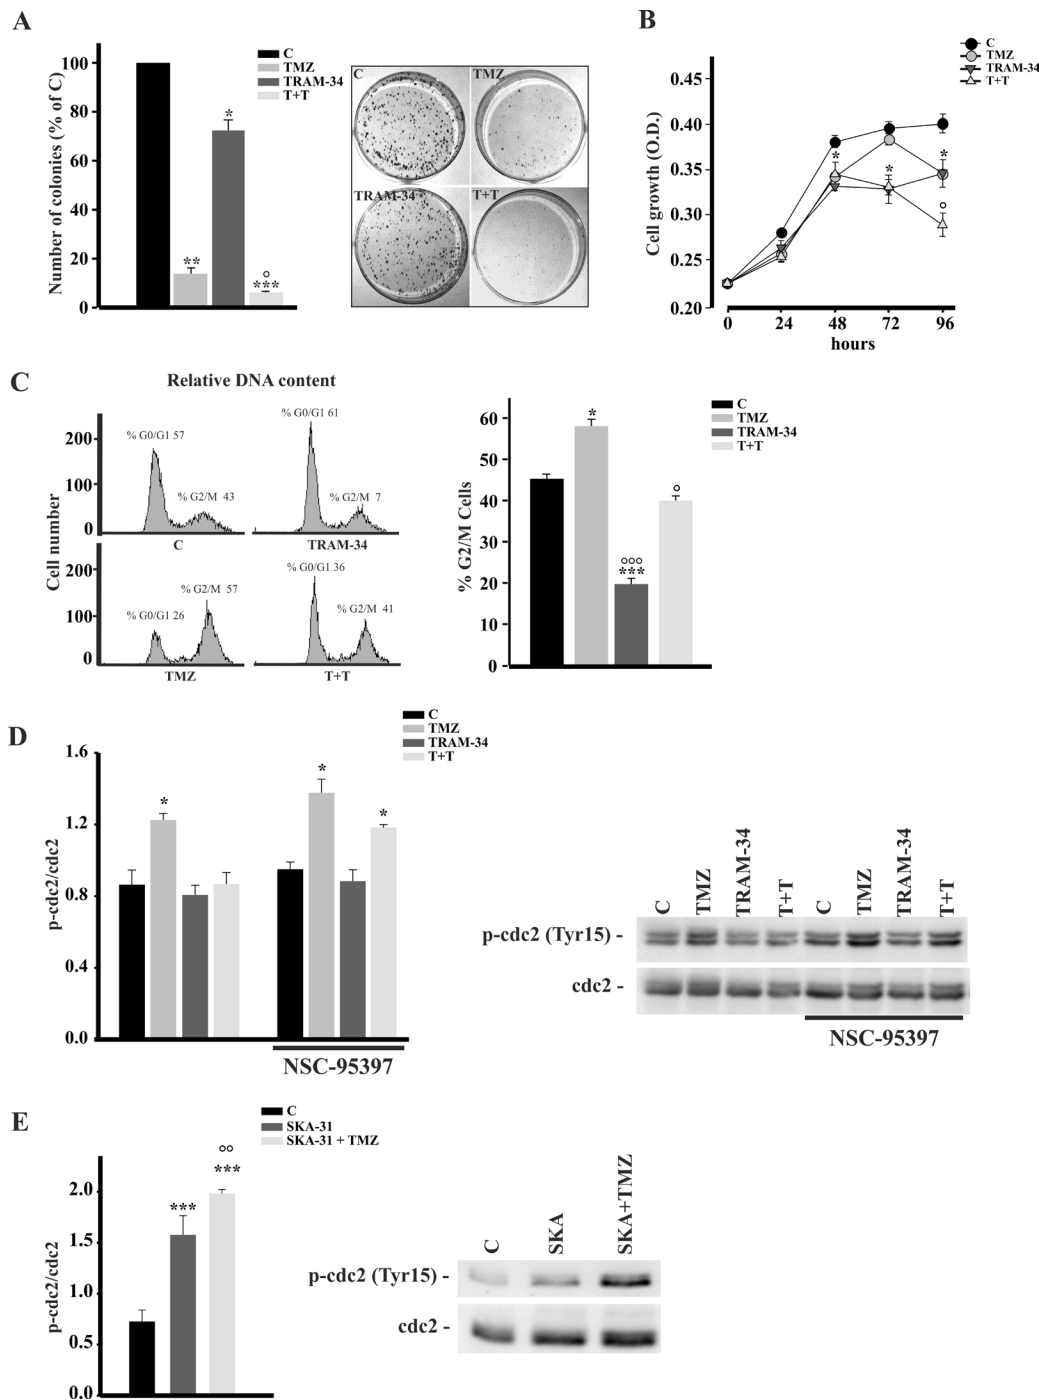 A
C
TMZ
TRAM-34
T+T
Number of colonies (% of C)
100
80
60
40
20
0
**
*
°
***
C
TMZ
TRAM-34
T+T
B
C
TMZ
TRAM-34
T+T
Cell growth (O.D.)
0.45
0.40
0.35
0.30
0.25
0.20
*
*
*
°
0
24
48
72
96
hours
C
Relative DNA content
Cell number
200
100
0
% G0/G1 57
% G2/M 43
C
% G0/G1 61
% G2/M 7
TRAM-34
200
100
0
% G0/G1 26
% G2/M 57
TMZ
% G0/G1 36
% G2/M 41
T+T
C
TMZ
TRAM-34
T+T
% G2/M Cells
60
50
40
30
20
10
0
*
°°°
***
°
D
C
TMZ
TRAM-34
T+T
p-cdc2/cdc2
1.6
1.2
0.8
0.4
0.0
*
*
*
NSC-95397
C
TMZ
TRAM-34
T+T
C
TMZ
TRAM-34
T+T
p-cdc2 (Tyr15) -
cdc2 -
NSC-95397
E
C
SKA-31
SKA-31 + TMZ
p-cdc2/cdc2
2.0
1.5
1.0
0.5
0.0
***
°°
***
C
SKA
SKA+TMZ
p-cdc2 (Tyr15) -
cdc2 -